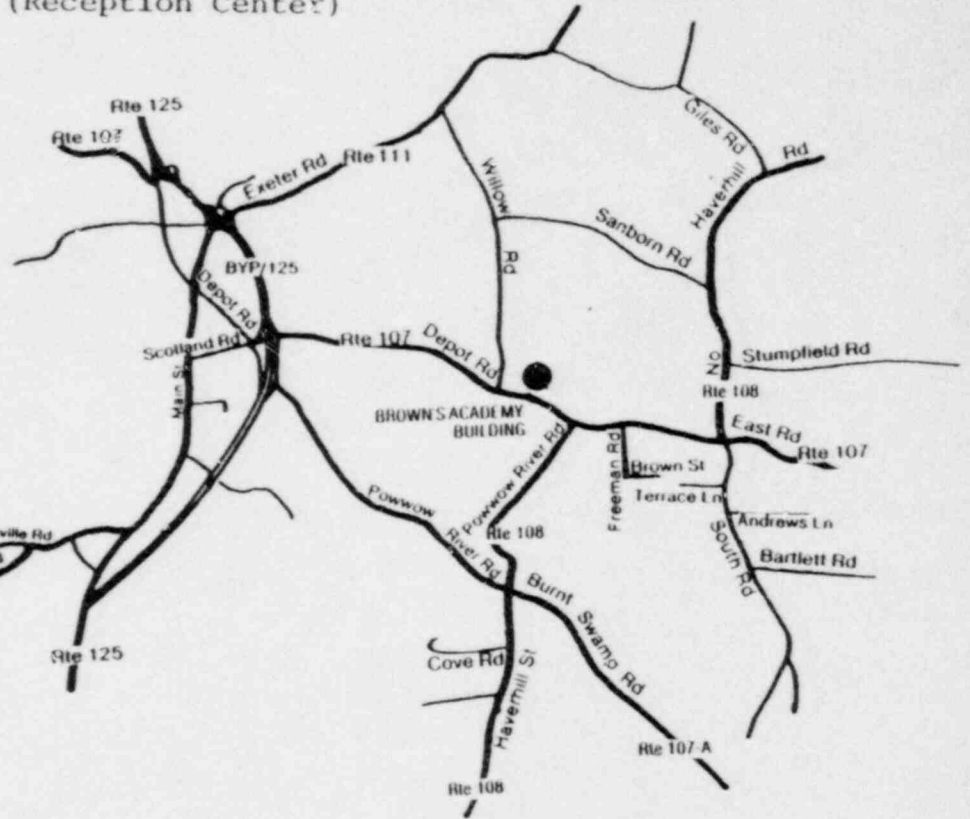 (Reception Center)
Rte 125
Rte 107
Exeter Rd
Rte 111
Giles Rd
Haverhill Rd
Willow Rd
Sanborn Rd
BYP/125
Depot Rd
Scotland Rd
Main St
Rte 107
Depot Rd
Stumpfield Rd
No
Rte 108
BROWN'S ACADEMY
BUILDING
East Rd
Rte 107
Powwow River Rd
Freeman Rd
Brown St
Terrace Ln
Andrews Ln
South Rd
Bartlett Rd
Powwow River Rd
Rte 108
Burnt Swamp Rd
ville Rd
Rte 125
Cove Rd
Haverhill St
Rte 107-A
Rte 108